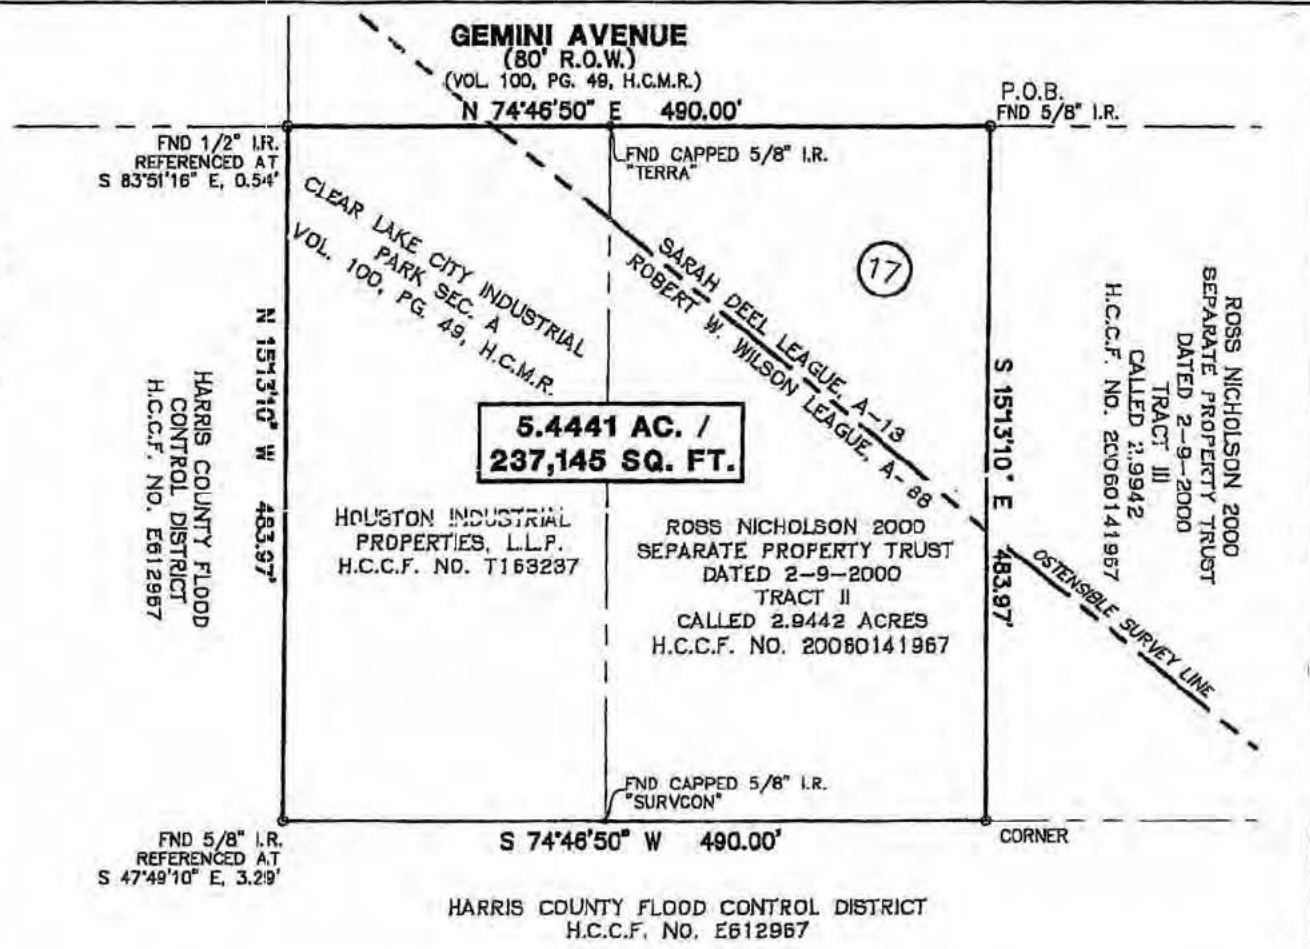 GEMINI AVENUE
(80' R.O.W.)
(VOL. 100, PG. 49, H.C.M.R.)
N 74°46'50" E 490.00'
P.O.B.
FND 5/8" I.R.
FND 1/2" I.R.
REFERENCED AT
S 83°51'16" E, 0.54'
FND CAPPED 5/8" I.R.
"TERRA"
CLEAR LAKE CITY INDUSTRIAL
PARK SEC. A
VOL. 100, PG. 49, H.C.M.R.
SARAH DEEL LEAGUE, A-13
ROBERT W. WILSON LEAGUE, A-88
17
N 15°13'10" W 483.97'
HARRIS COUNTY FLOOD
CONTROL DISTRICT
H.C.C.F. NO. E612967
5.4441 AC. /
237,145 SQ. FT.
HOUSTON INDUSTRIAL
PROPERTIES, L.L.P.
H.C.C.F. NO. T163237
ROSS NICHOLSON 2000
SEPARATE PROPERTY TRUST
DATED 2-9-2000
TRACT II
CALLED 2.9442 ACRES
H.C.C.F. NO. 20060141967
S 15°13'10" E 483.97'
ROSS NICHOLSON 2000
SEPARATE PROPERTY TRUST
DATED 2-9-2000
TRACT III
CALLED 2.9942
H.C.C.F. NO. 20060141967
OSTENSIBLE SURVEY LINE
FND CAPPED 5/8" I.R.
"SURVCON"
FND 5/8" I.R.
REFERENCED AT
S 47°49'10" E, 3.29'
S 74°46'50" W 490.00'
CORNER
HARRIS COUNTY FLOOD CONTROL DISTRICT
H.C.C.F. NO. E612967